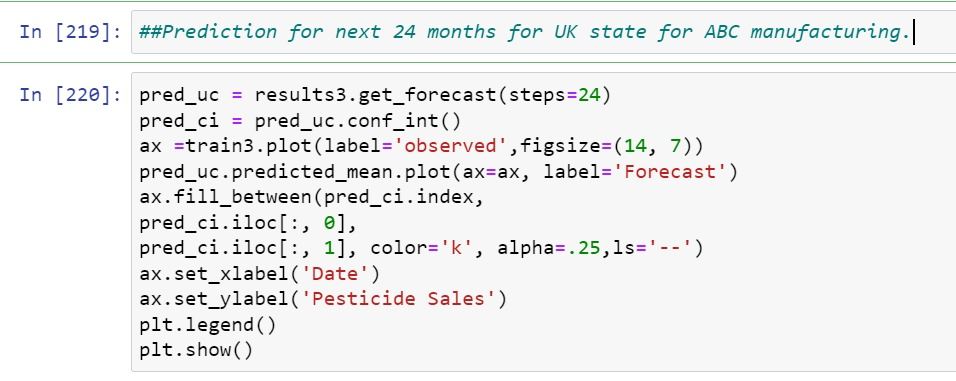 In [219]: ##Prediction for next 24 months for UK state for ABC manufacturing.
In [220]: pred_uc = results3.get_forecast(steps=24)
pred_ci = pred_uc.conf_int()
ax =train3.plot(label='observed',figsize=(14, 7))
pred_uc.predicted_mean.plot(ax=ax, label='Forecast')
ax.fill_between(pred_ci.index,
pred_ci.iloc[:, 0],
pred_ci.iloc[:, 1], color='k', alpha=.25,ls='--')
ax.set_xlabel('Date')
ax.set_ylabel('Pesticide Sales')
plt.legend()
plt.show()